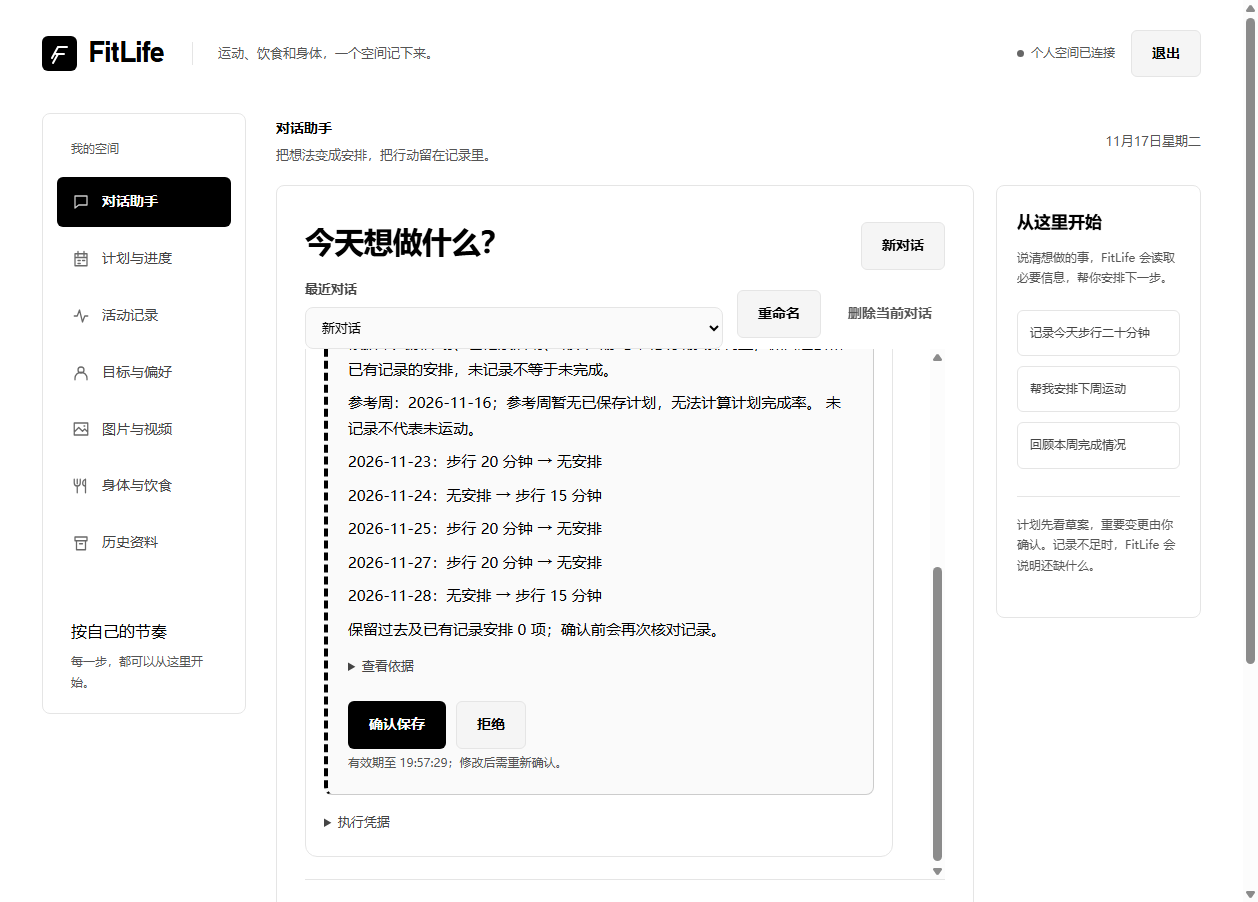 FitLife
运动、饮食和身体，一个空间记下来。
个人空间已连接
退出
我的空间
对话助手
计划与进度
活动记录
目标与偏好
图片与视频
身体与饮食
历史资料
按自己的节奏
每一步，都可以从这里开
始。
对话助手
把想法变成安排，把行动留在记录里。
11月17日星期二
今天想做什么？
新对话
最近对话
新对话
重命名
删除当前对话
已有记录的安排，未记录不等于未完成。
参考周：2026-11-16；参考周暂无已保存计划，无法计算计划完成率。 未
记录不代表未运动。
2026-11-23：步行 20 分钟 → 无安排
2026-11-24：无安排 → 步行 15 分钟
2026-11-25：步行 20 分钟 → 无安排
2026-11-27：步行 20 分钟 → 无安排
2026-11-28：无安排 → 步行 15 分钟
保留过去及已有记录安排 0 项；确认前会再次核对记录。
查看依据
确认保存
拒绝
有效期至 19:57:29；修改后需重新确认。
执行凭据
从这里开始
说清想做的事，FitLife 会读取
必要信息，帮你安排下一步。
记录今天步行二十分钟
帮我安排下周运动
回顾本周完成情况
计划先看草案，重要变更由你
确认。记录不足时，FitLife 会
说明还缺什么。